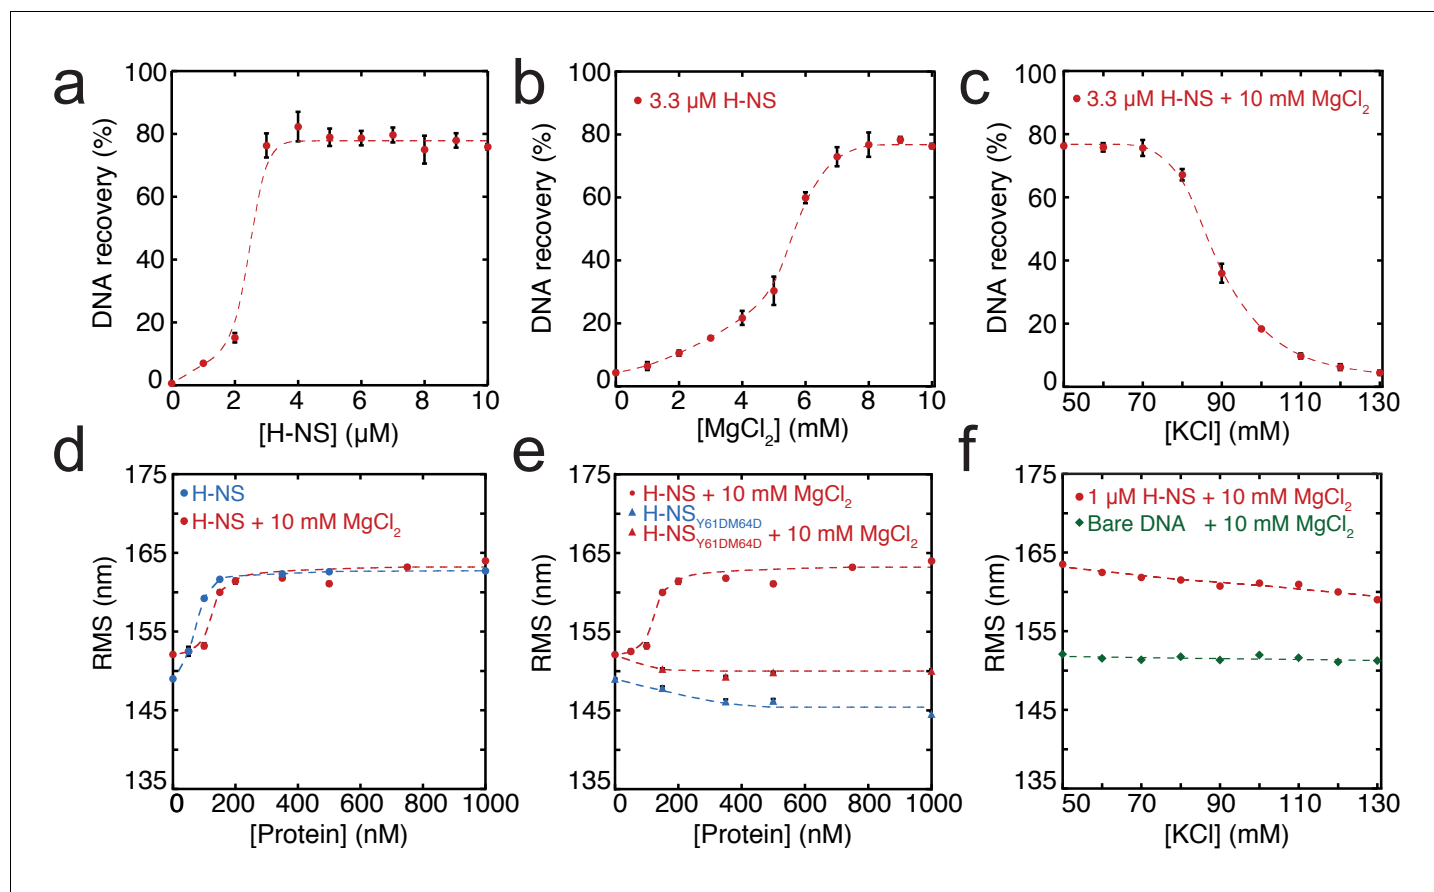 a
100
80
60
40
20
0
DNA recovery (%)
0 2 4 6 8 10
[H-NS] (μM)
b
100
80
60
40
20
0
DNA recovery (%)
3.3 μM H-NS
0 2 4 6 8 10
[MgCl2] (mM)
c
100
80
60
40
20
0
DNA recovery (%)
3.3 μM H-NS + 10 mM MgCl2
50 70 90 110 130
[KCl] (mM)
d
175
165
155
145
135
RMS (nm)
H-NS
H-NS + 10 mM MgCl2
0 200 400 600 800 1000
[Protein] (nM)
e
175
165
155
145
135
RMS (nm)
H-NS + 10 mM MgCl2
H-NSY61DM64D
H-NSY61DM64D + 10 mM MgCl2
0 200 400 600 800 1000
[Protein] (nM)
f
175
165
155
145
135
RMS (nm)
1 μM H-NS + 10 mM MgCl2
Bare DNA + 10 mM MgCl2
50 70 90 110 130
[KCl] (mM)